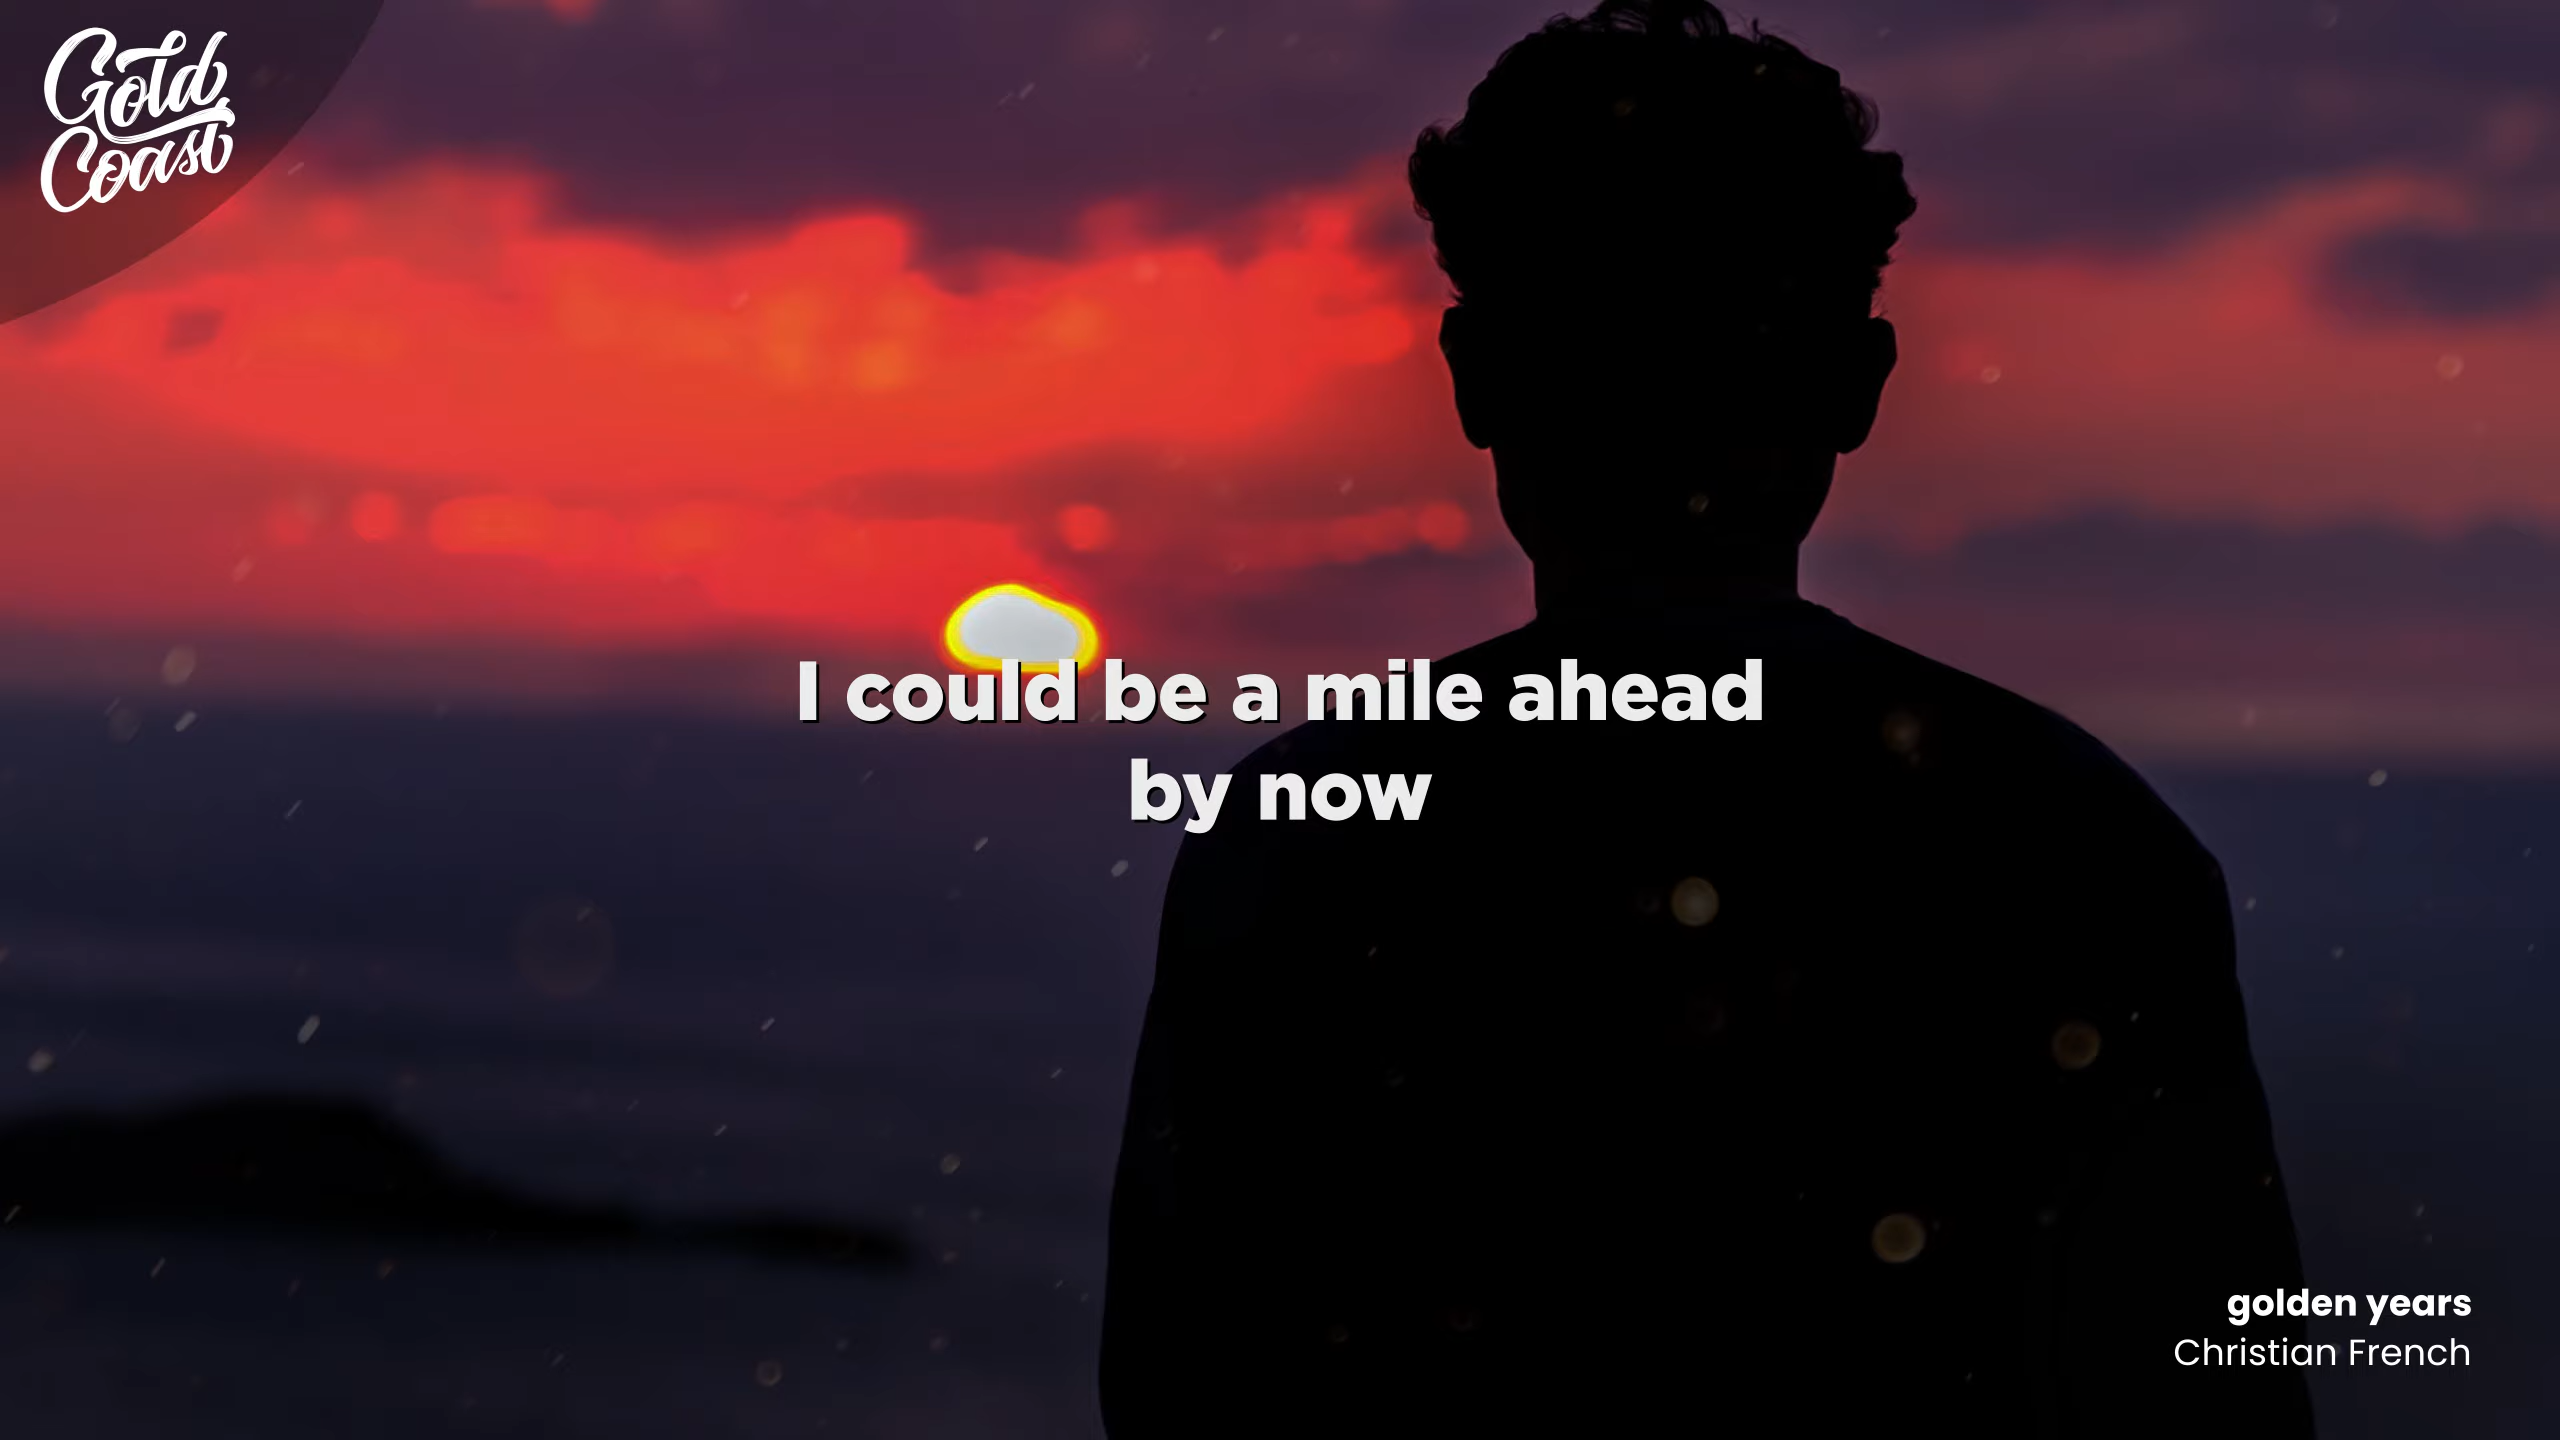 Gold
Coast
I could be a mile ahead
by now
golden years
Christian French